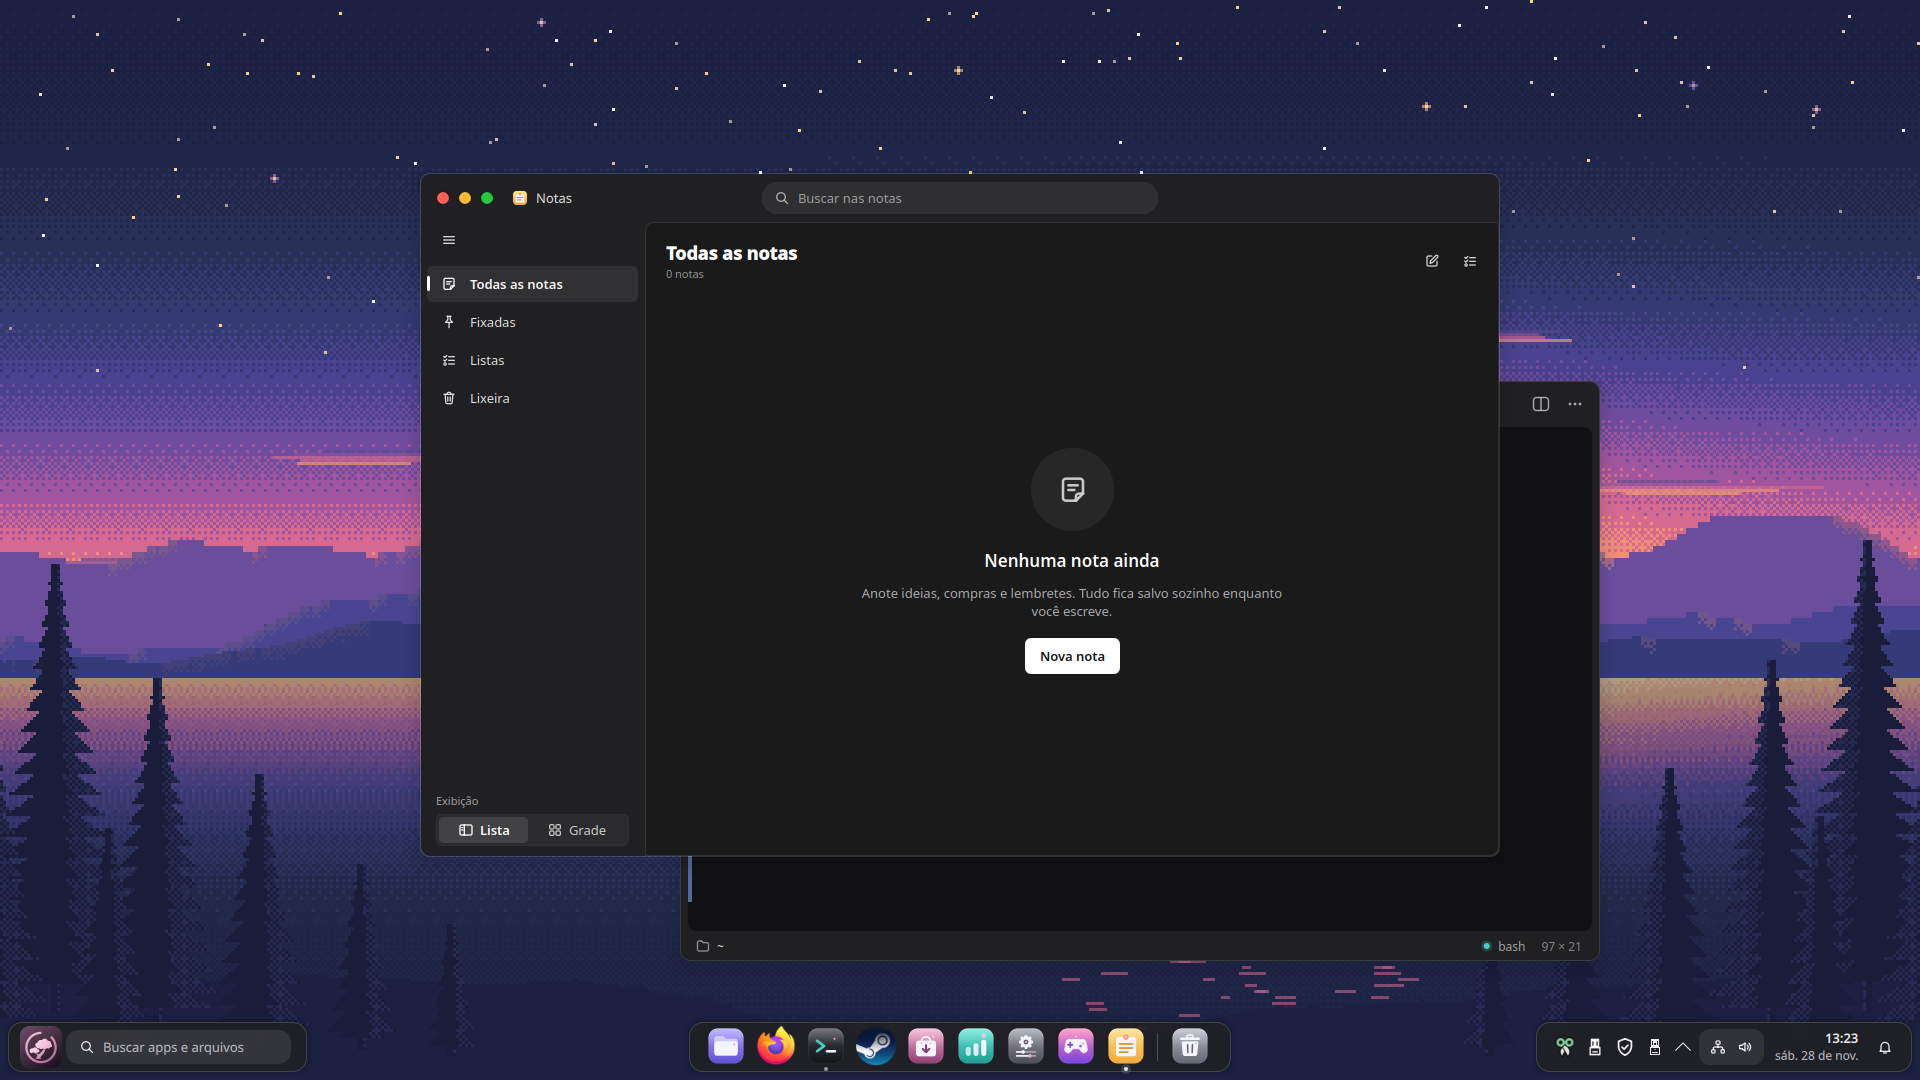 Notas
Buscar nas notas
Todas as notas
Fixadas
Listas
Lixeira
Todas as notas
0 notas
Nenhuma nota ainda
Anote ideias, compras e lembretes. Tudo fica salvo sozinho enquanto
você escreve.
Nova nota
Exibição
Lista
Grade
~
bash
97 × 21
Buscar apps e arquivos
13:23
sáb. 28 de nov.